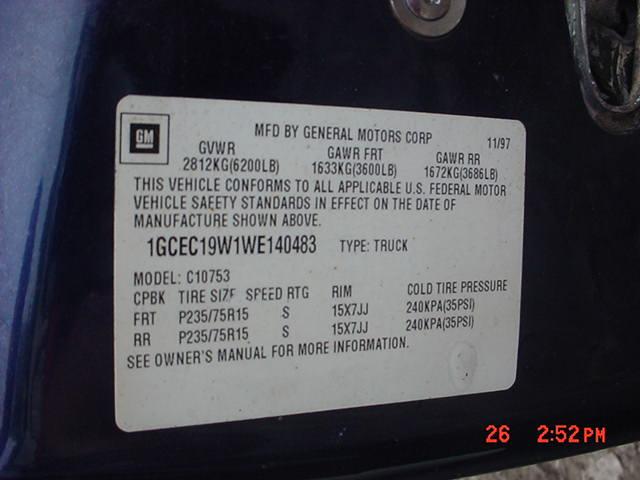 GM
MFD BY GENERAL MOTORS CORP 11/97
GVWR GAWR FRT GAWR RR
2812KG(6200LB) 1633KG(3600LB) 1672KG(3686LB)
THIS VEHICLE CONFORMS TO ALL APPLICABLE U.S. FEDERAL MOTOR
VEHICLE SAFETY STANDARDS IN EFFECT ON THE DATE OF
MANUFACTURE SHOWN ABOVE.
1GCEC19W1WE140483 TYPE: TRUCK
MODEL: C10753
CPBK TIRE SIZE SPEED RTG RIM COLD TIRE PRESSURE
FRT P235/75R15 S 15X7JJ 240KPA(35PSI)
RR P235/75R15 S 15X7JJ 240KPA(35PSI)
SEE OWNER'S MANUAL FOR MORE INFORMATION.
26 2:52PM